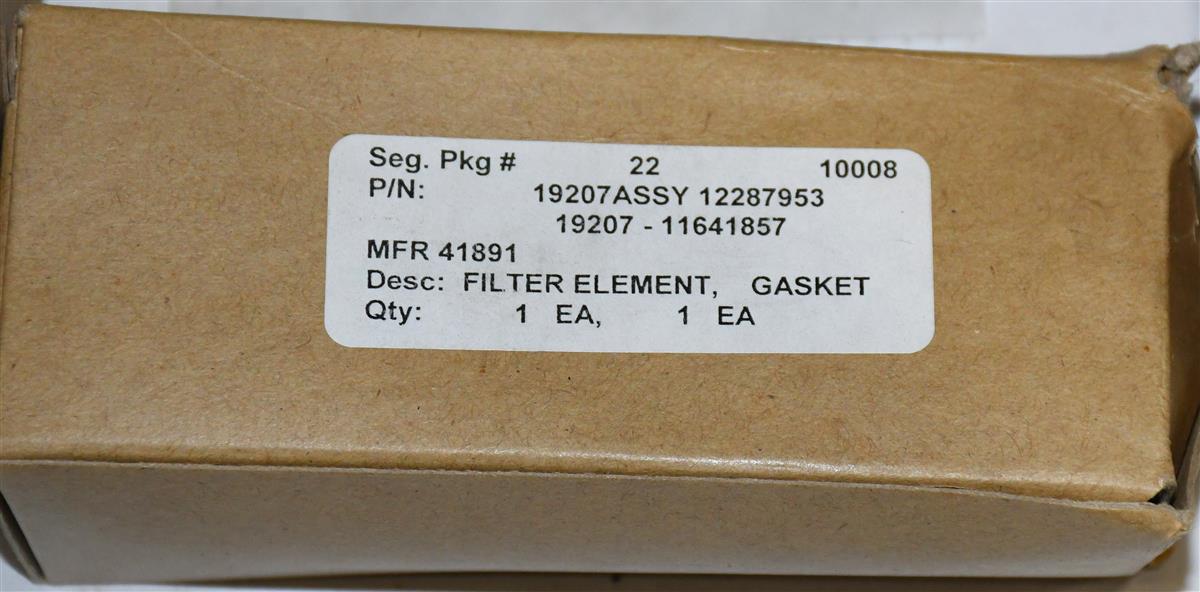 Seg. Pkg # 22 10008
P/N: 19207ASSY 12287953
19207 - 11641857
MFR 41891
Desc: FILTER ELEMENT, GASKET
Qty: 1 EA, 1 EA